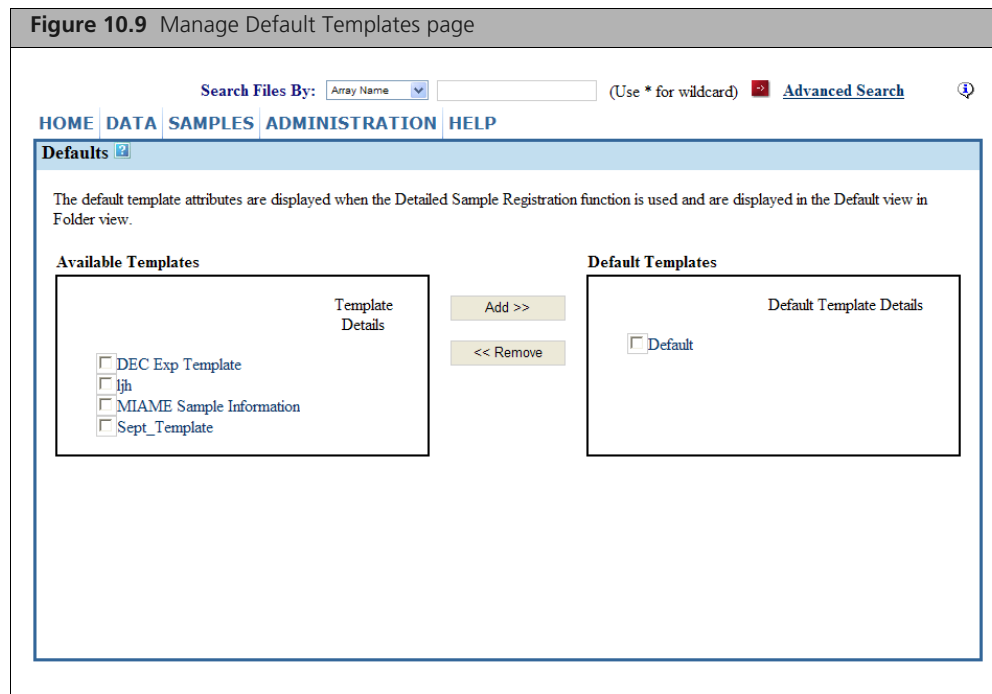 Figure 10.9 Manage Default Templates page
Search Files By: Array Name (Use * for wildcard) Advanced Search
HOME DATA SAMPLES ADMINISTRATION HELP
Defaults ?
The default template attributes are displayed when the Detailed Sample Registration function is used and are displayed in the Default view in
Folder view.
Available Templates
Template
Details
DEC Exp Template
ljh
MIAME Sample Information
Sept_Template
Add >>
<< Remove
Default Templates
Default Template Details
Default